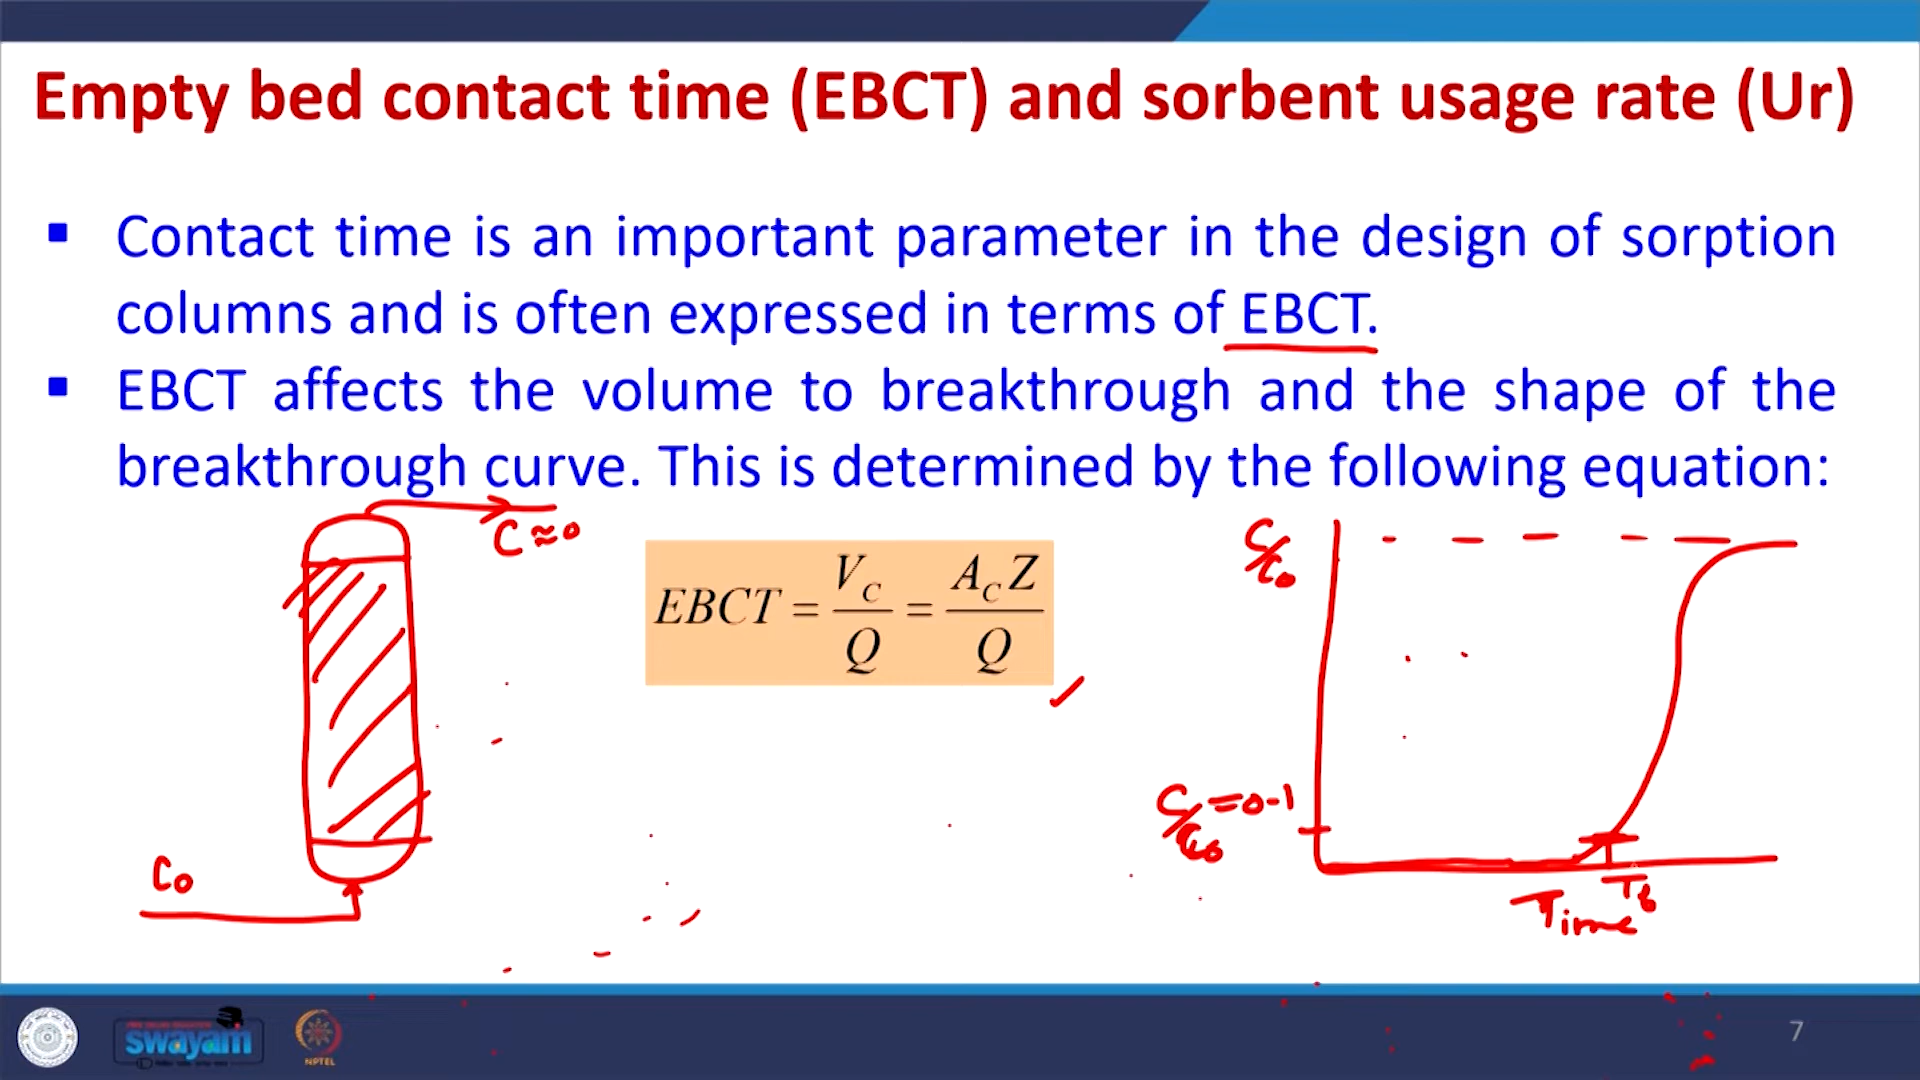 Empty bed contact time (EBCT) and sorbent usage rate (Ur)
▪ Contact time is an important parameter in the design of sorption
columns and is often expressed in terms of EBCT.
▪ EBCT affects the volume to breakthrough and the shape of the
breakthrough curve. This is determined by the following equation:
C≈0
EBCT = V_C / Q = A_C Z / Q
C/C₀
C/C₀ = 0.1
C₀
T_b
Time
swayam
NPTEL
7